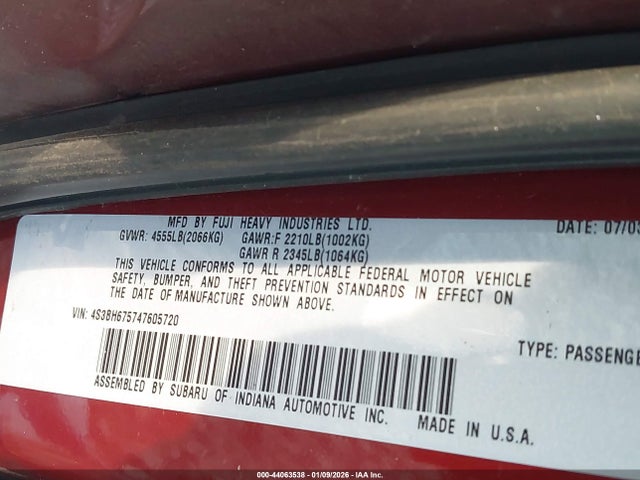 MFD BY FUJI HEAVY INDUSTRIES LTD. DATE: 07/03
GVWR: 4555LB(2066KG) GAWR:F 2210LB(1002KG)
GAWR R 2345LB(1064KG)
THIS VEHICLE CONFORMS TO ALL APPLICABLE FEDERAL MOTOR VEHICLE
SAFETY, BUMPER, AND THEFT PREVENTION STANDARDS IN EFFECT ON
THE DATE OF MANUFACTURE SHOWN ABOVE.
VIN: 4S3BH675747605720
TYPE: PASSENGE
ASSEMBLED BY SUBARU OF INDIANA AUTOMOTIVE INC. MADE IN U.S.A.
000-44063538 - 01/09/2026 - IAA Inc.